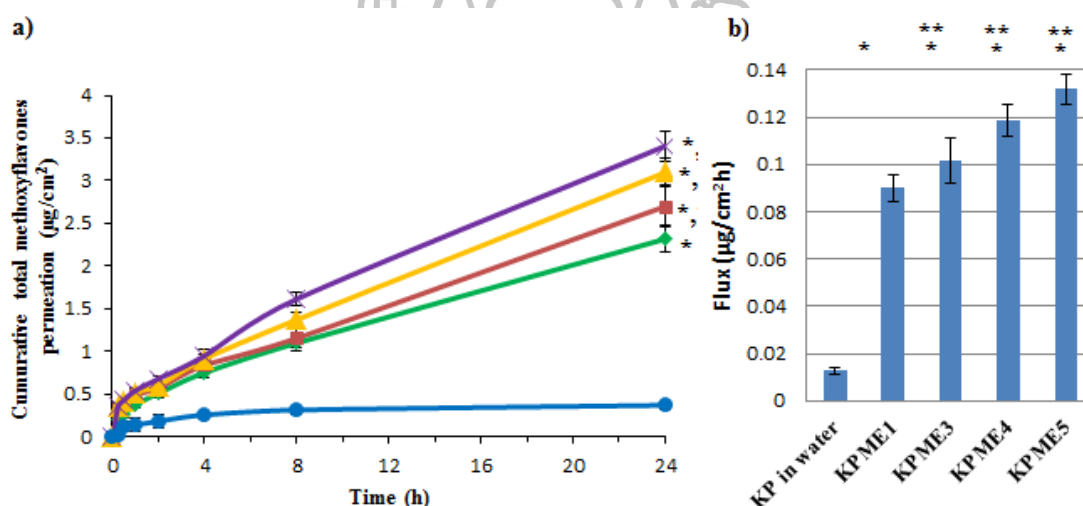 a)
Cumurative total methoxyflavones
permeation (µg/cm²)
4
3.5
3
2.5
2
1.5
1
0.5
0
0 4 8 12 16 20 24
Time (h)
*,
*,
*,
*
b)
** ** **
* * * *
Flux (µg/cm²h)
0.14
0.12
0.1
0.08
0.06
0.04
0.02
0
KP in water
KPME1
KPME3
KPME4
KPME5